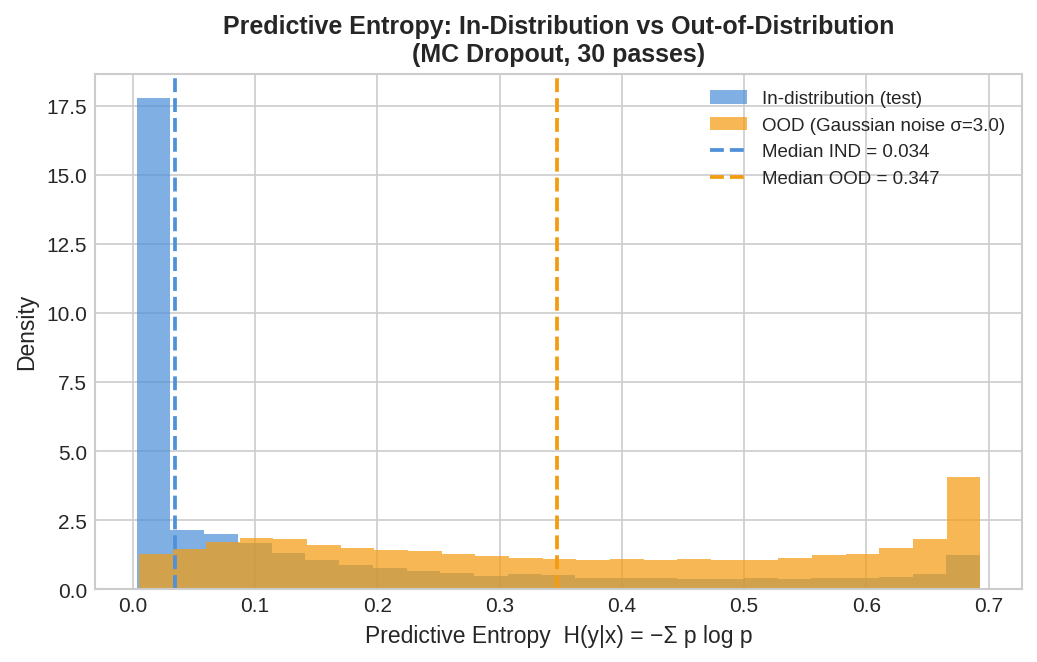 Predictive Entropy: In-Distribution vs Out-of-Distribution
(MC Dropout, 30 passes)
In-distribution (test)
OOD (Gaussian noise σ=3.0)
Median IND = 0.034
Median OOD = 0.347
Density
17.5
15.0
12.5
10.0
7.5
5.0
2.5
0.0
0.0 0.1 0.2 0.3 0.4 0.5 0.6 0.7
Predictive Entropy  H(y|x) = −Σ p log p